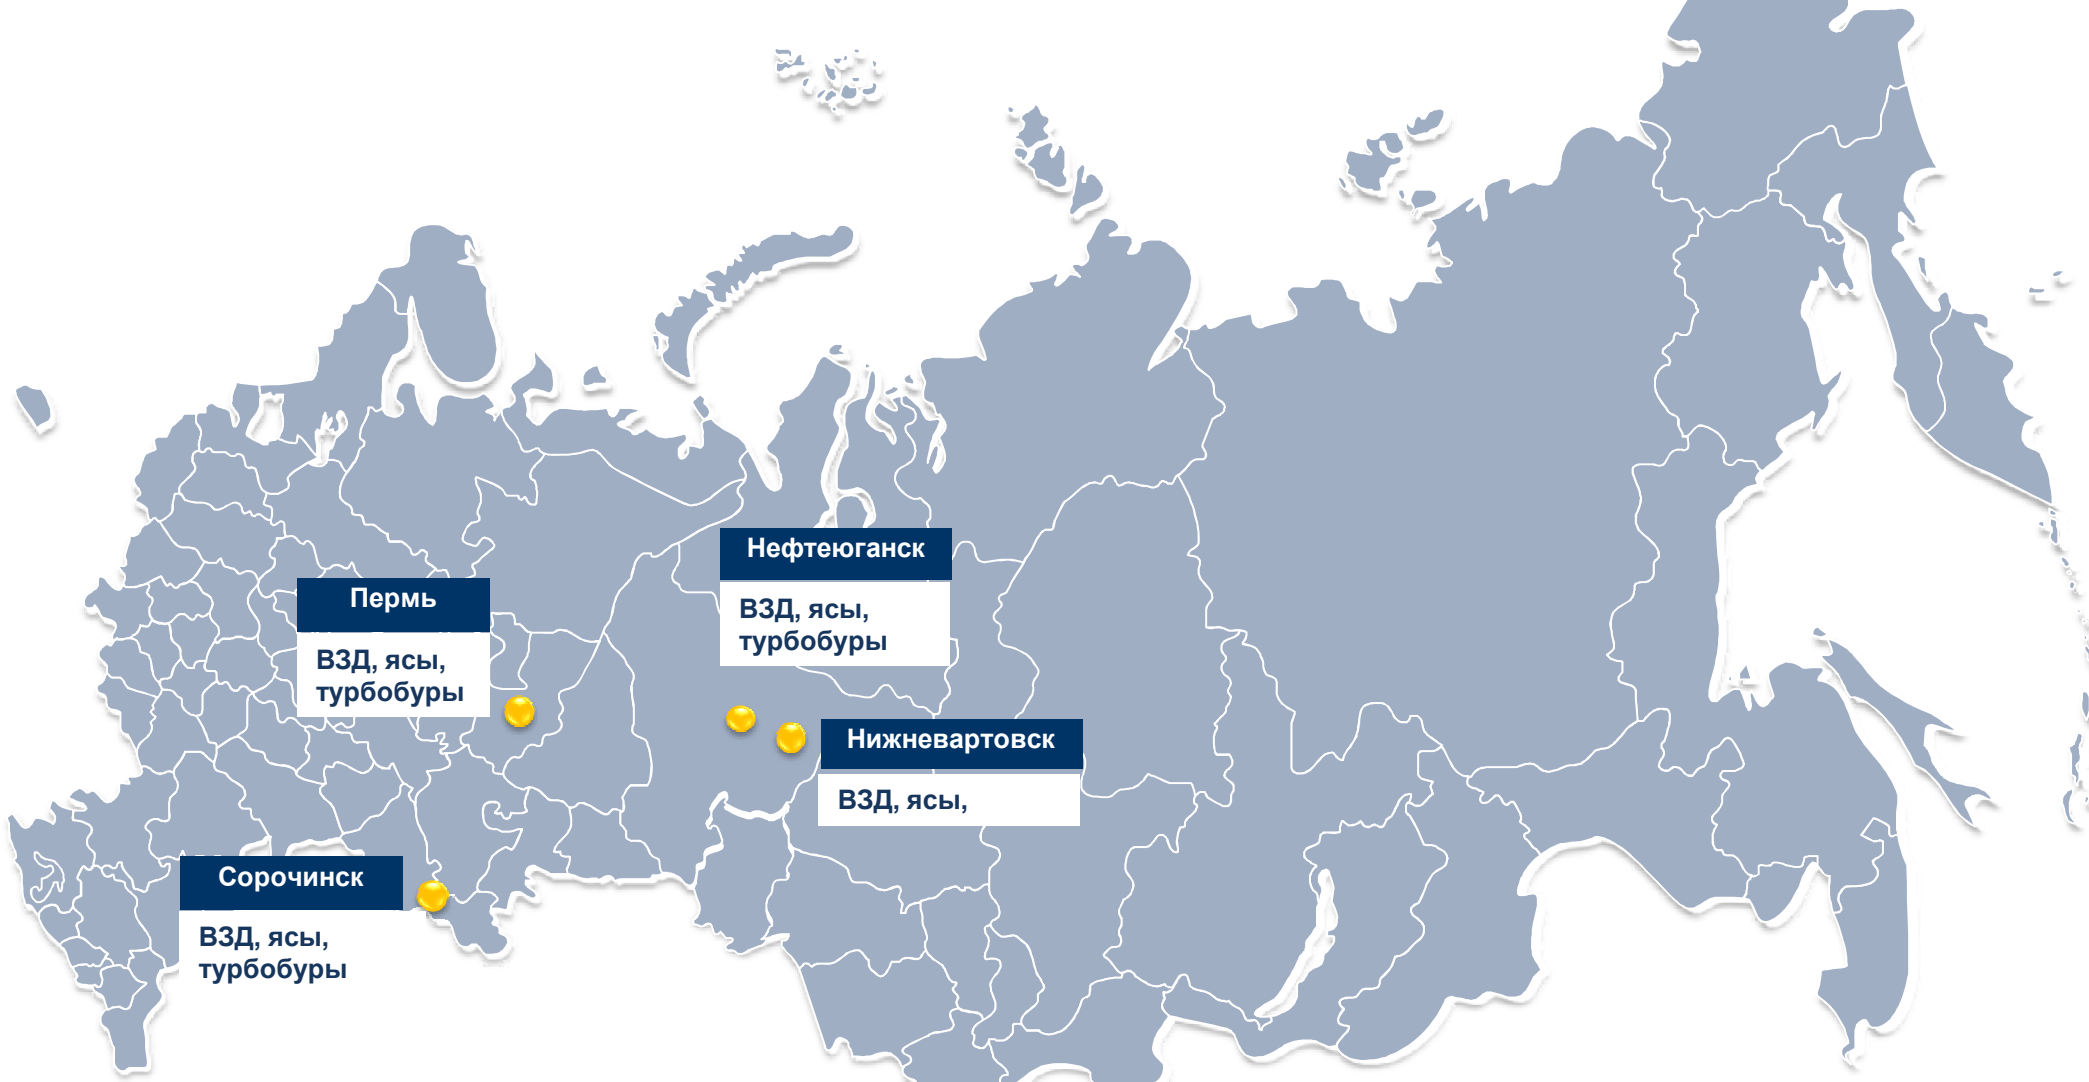 Нефтеюганск
ВЗД, ясы,
турбобуры
Пермь
ВЗД, ясы,
турбобуры
Нижневартовск
ВЗД, ясы,
Сорочинск
ВЗД, ясы,
турбобуры